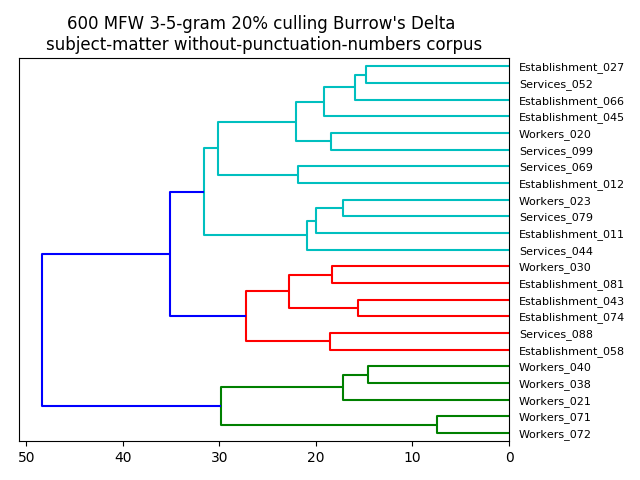 600 MFW 3-5-gram 20% culling Burrow's Delta
subject-matter without-punctuation-numbers corpus
Establishment_027
Services_052
Establishment_066
Establishment_045
Workers_020
Services_099
Services_069
Establishment_012
Workers_023
Services_079
Establishment_011
Services_044
Workers_030
Establishment_081
Establishment_043
Establishment_074
Services_088
Establishment_058
Workers_040
Workers_038
Workers_021
Workers_071
Workers_072
50 40 30 20 10 0